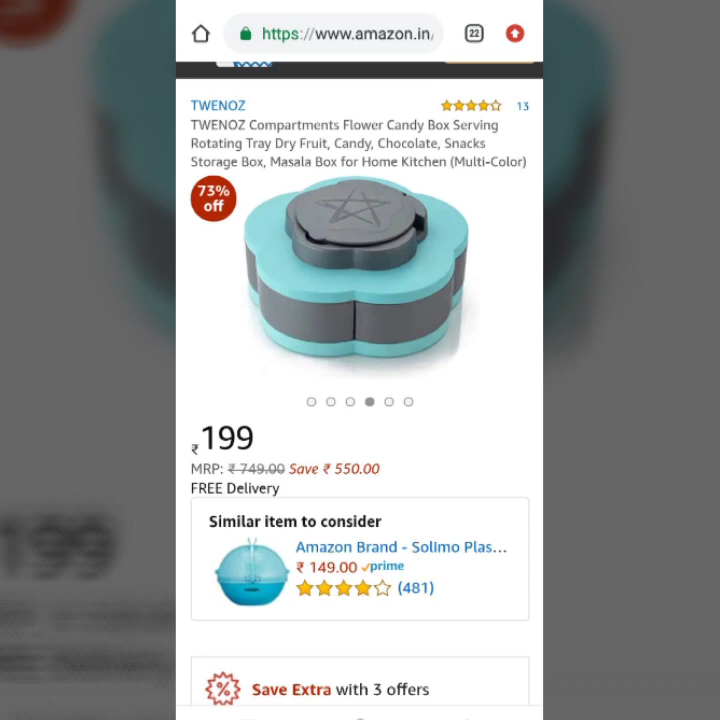 22
https://www.amazon.in/
TWENOZ 13
TWENOZ Compartments Flower Candy Box Serving
Rotating Tray Dry Fruit, Candy, Chocolate, Snacks
Storage Box, Masala Box for Home Kitchen (Multi-Color)
73%
off
₹ 199
MRP: ₹ 749.00 Save ₹ 550.00
FREE Delivery
Similar item to consider
Amazon Brand - Solimo Plas...
₹ 149.00 prime
(481)
% Save Extra with 3 offers
199